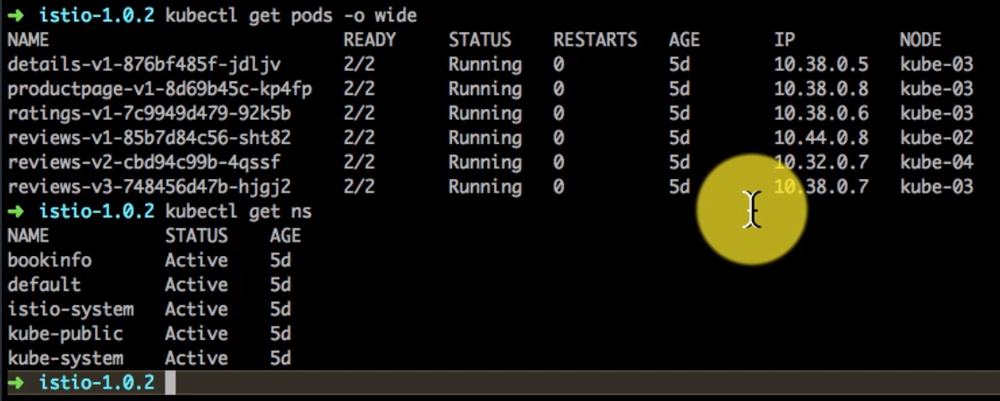 ➜ istio-1.0.2 kubectl get pods -o wide
NAME READY STATUS RESTARTS AGE IP NODE
details-v1-876bf485f-jdljv 2/2 Running 0 5d 10.38.0.5 kube-03
productpage-v1-8d69b45c-kp4fp 2/2 Running 0 5d 10.38.0.8 kube-03
ratings-v1-7c9949d479-92k5b 2/2 Running 0 5d 10.38.0.6 kube-03
reviews-v1-85b7d84c56-sht82 2/2 Running 0 5d 10.44.0.8 kube-02
reviews-v2-cbd94c99b-4qssf 2/2 Running 0 5d 10.32.0.7 kube-04
reviews-v3-748456d47b-hjgj2 2/2 Running 0 5d 10.38.0.7 kube-03
➜ istio-1.0.2 kubectl get ns
NAME STATUS AGE
bookinfo Active 5d
default Active 5d
istio-system Active 5d
kube-public Active 5d
kube-system Active 5d
➜ istio-1.0.2